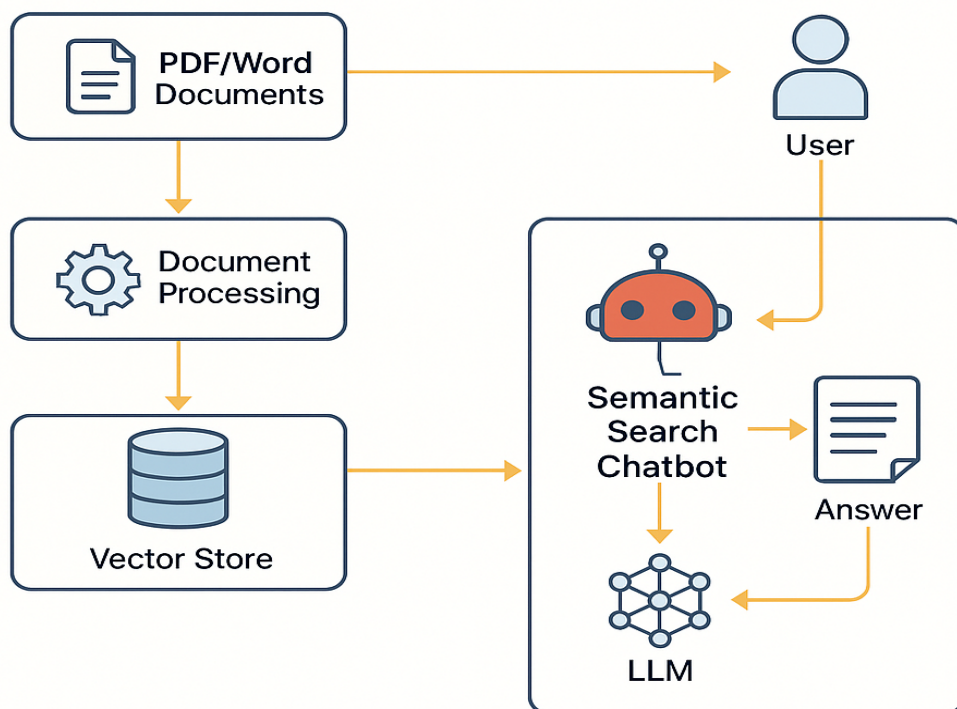 PDF/Word
Documents
User
Document
Processing
Semantic
Search
Chatbot
Answer
Vector Store
LLM